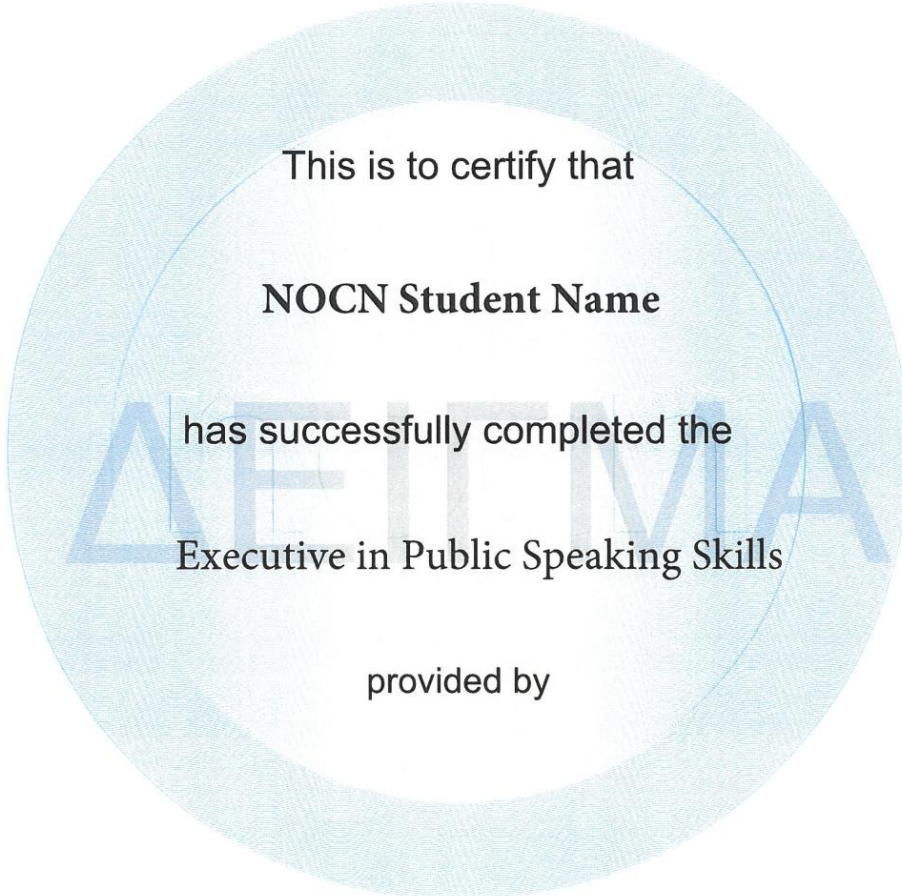 This is to certify that
NOCN Student Name
has successfully completed the
ΔΕΙΓΜΑ
Executive in Public Speaking Skills
provided by